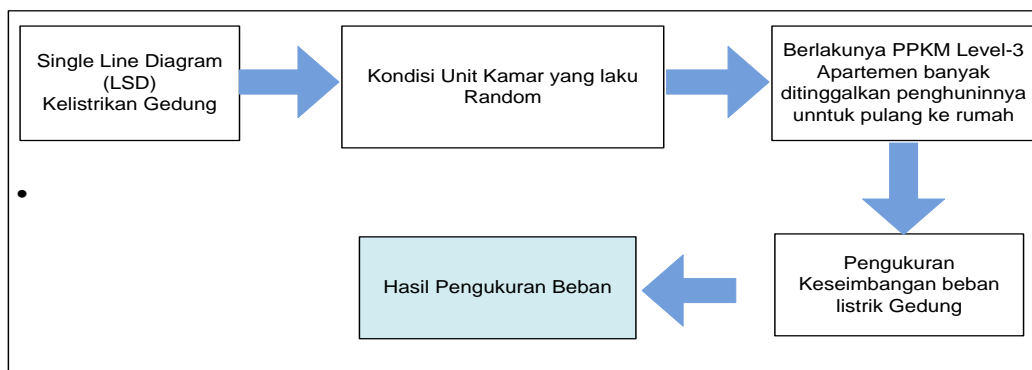 Single Line Diagram
(LSD)
Kelistrikan Gedung
Kondisi Unit Kamar yang laku
Random
Berlakunya PPKM Level-3
Apartemen banyak
ditinggalkan penghuninnya
unntuk pulang ke rumah
Pengukuran
Keseimbangan beban
listrik Gedung
Hasil Pengukuran Beban